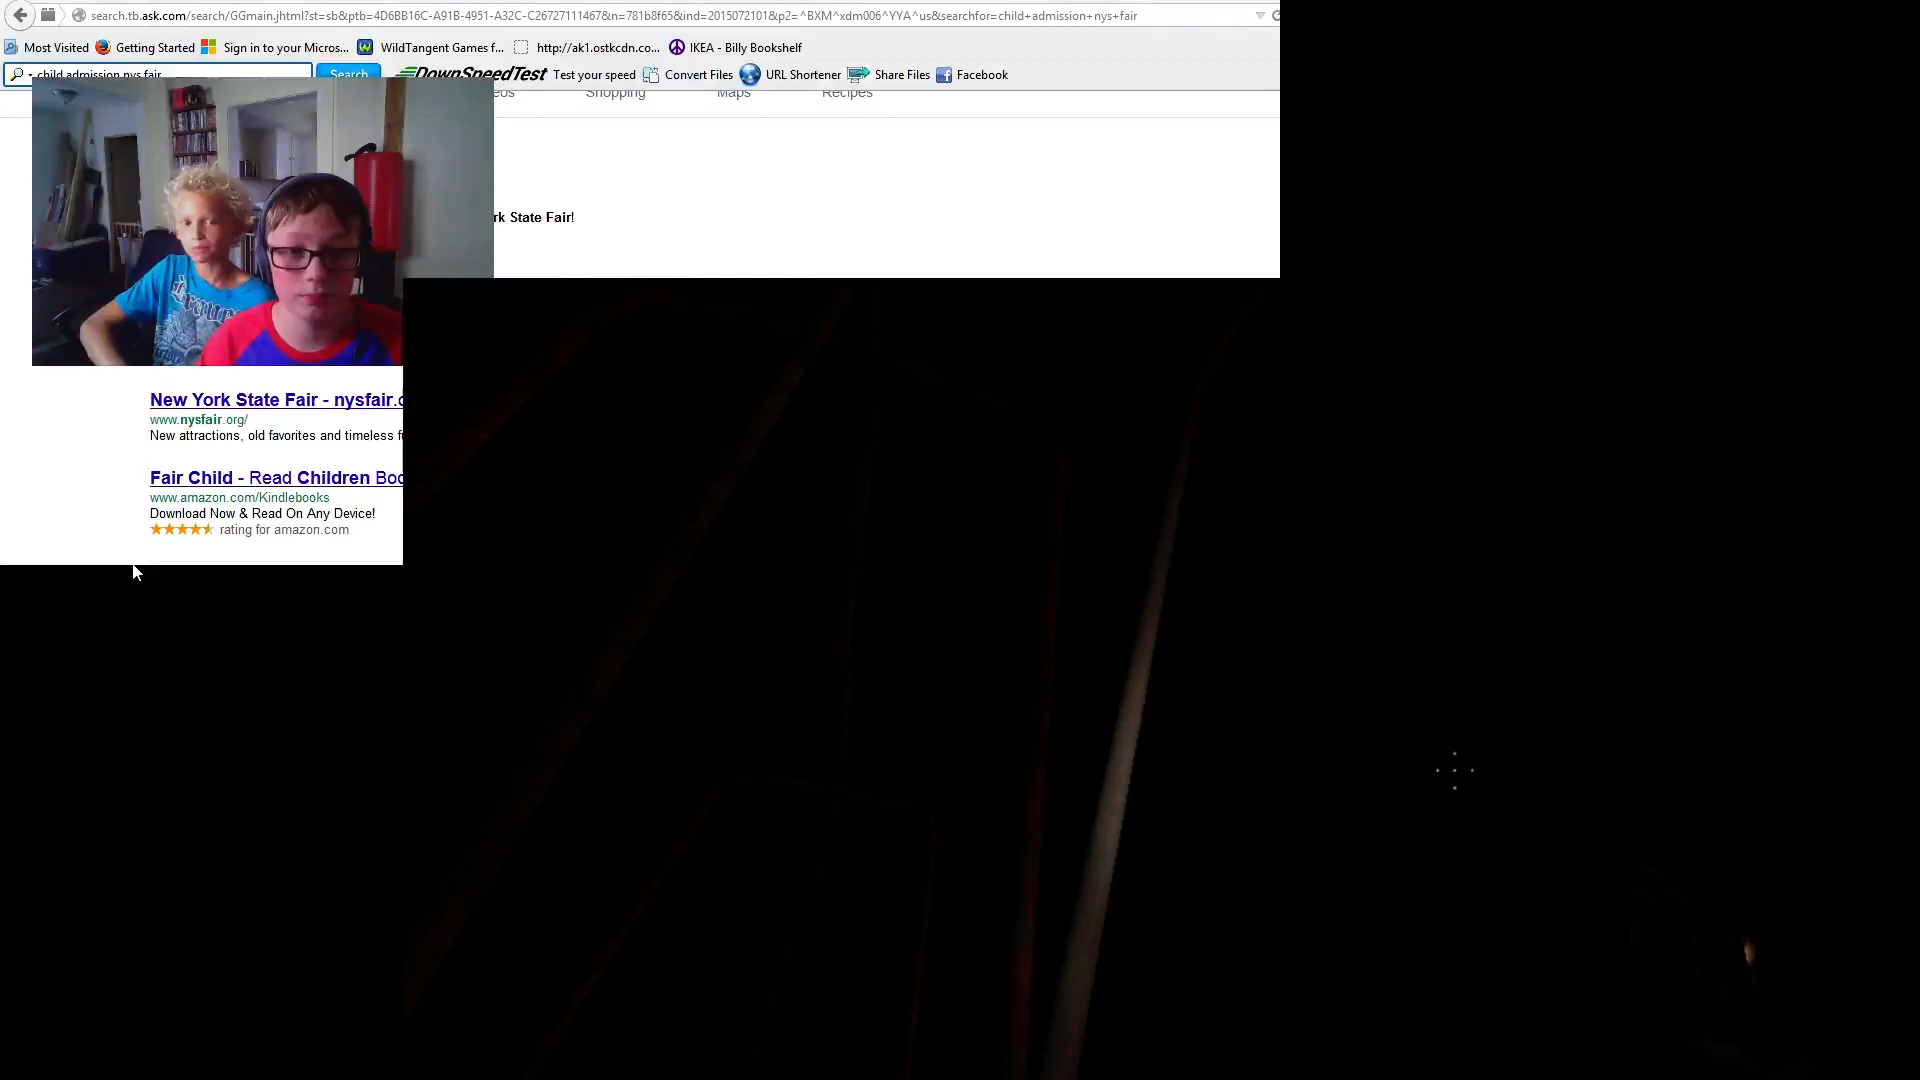 search.tb.ask.com/search/GGmain.jhtml?st=sb&ptb=4D6BB16C-A91B-4951-A32C-C26727111467&n=781b8f65&ind=2015072101&p2=^BXM^xdm006^YYA^us&searchfor=child+admission+nys+fair
Most Visited Getting Started Sign in to your Micros... WildTangent Games f... http://ak1.ostkcdn.co... IKEA - Billy Bookshelf
child admission nys fair Search DownSpeedTest Test your speed Convert Files URL Shortener Share Files Facebook
Shopping Maps Recipes
State Fair!
New York State Fair - nysfair.
www.nysfair.org/
New attractions, old favorites and timeless
Fair Child - Read Children
www.amazon.com/Kindlebooks
Download Now & Read On Any Device!
rating for amazon.com